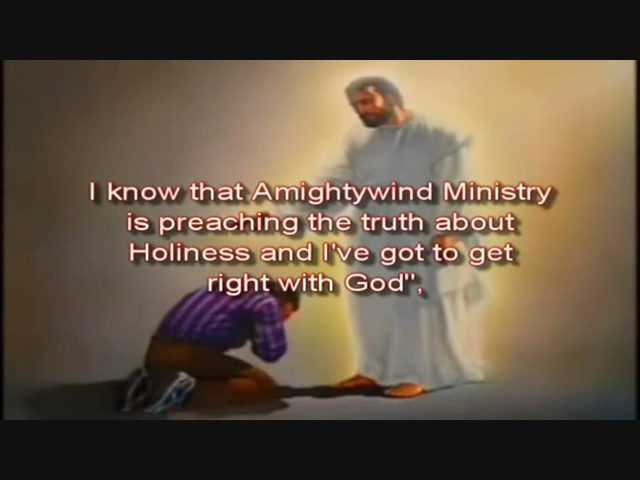 I know that Amightywind Ministry
is preaching the truth about
Holiness and I've got to get
right with God",